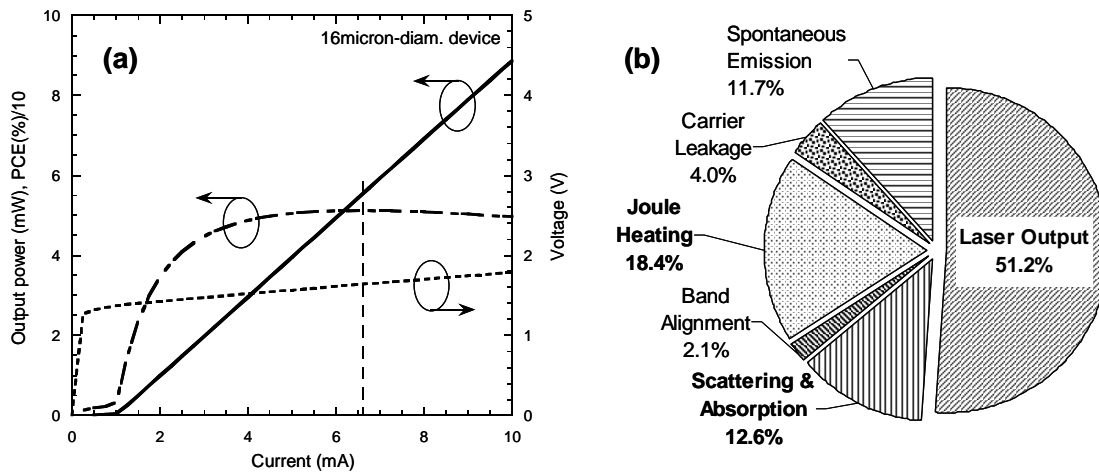 (a)
16micron-diam. device
Output power (mW), PCE(%)/10
10
8
6
4
2
0
5
4
3
2
1
0
Voltage (V)
0
2
4
6
8
10
Current (mA)
(b)
Spontaneous
Emission
11.7%
Carrier
Leakage
4.0%
Joule
Heating
18.4%
Band
Alignment
2.1%
Scattering &
Absorption
12.6%
Laser Output
51.2%